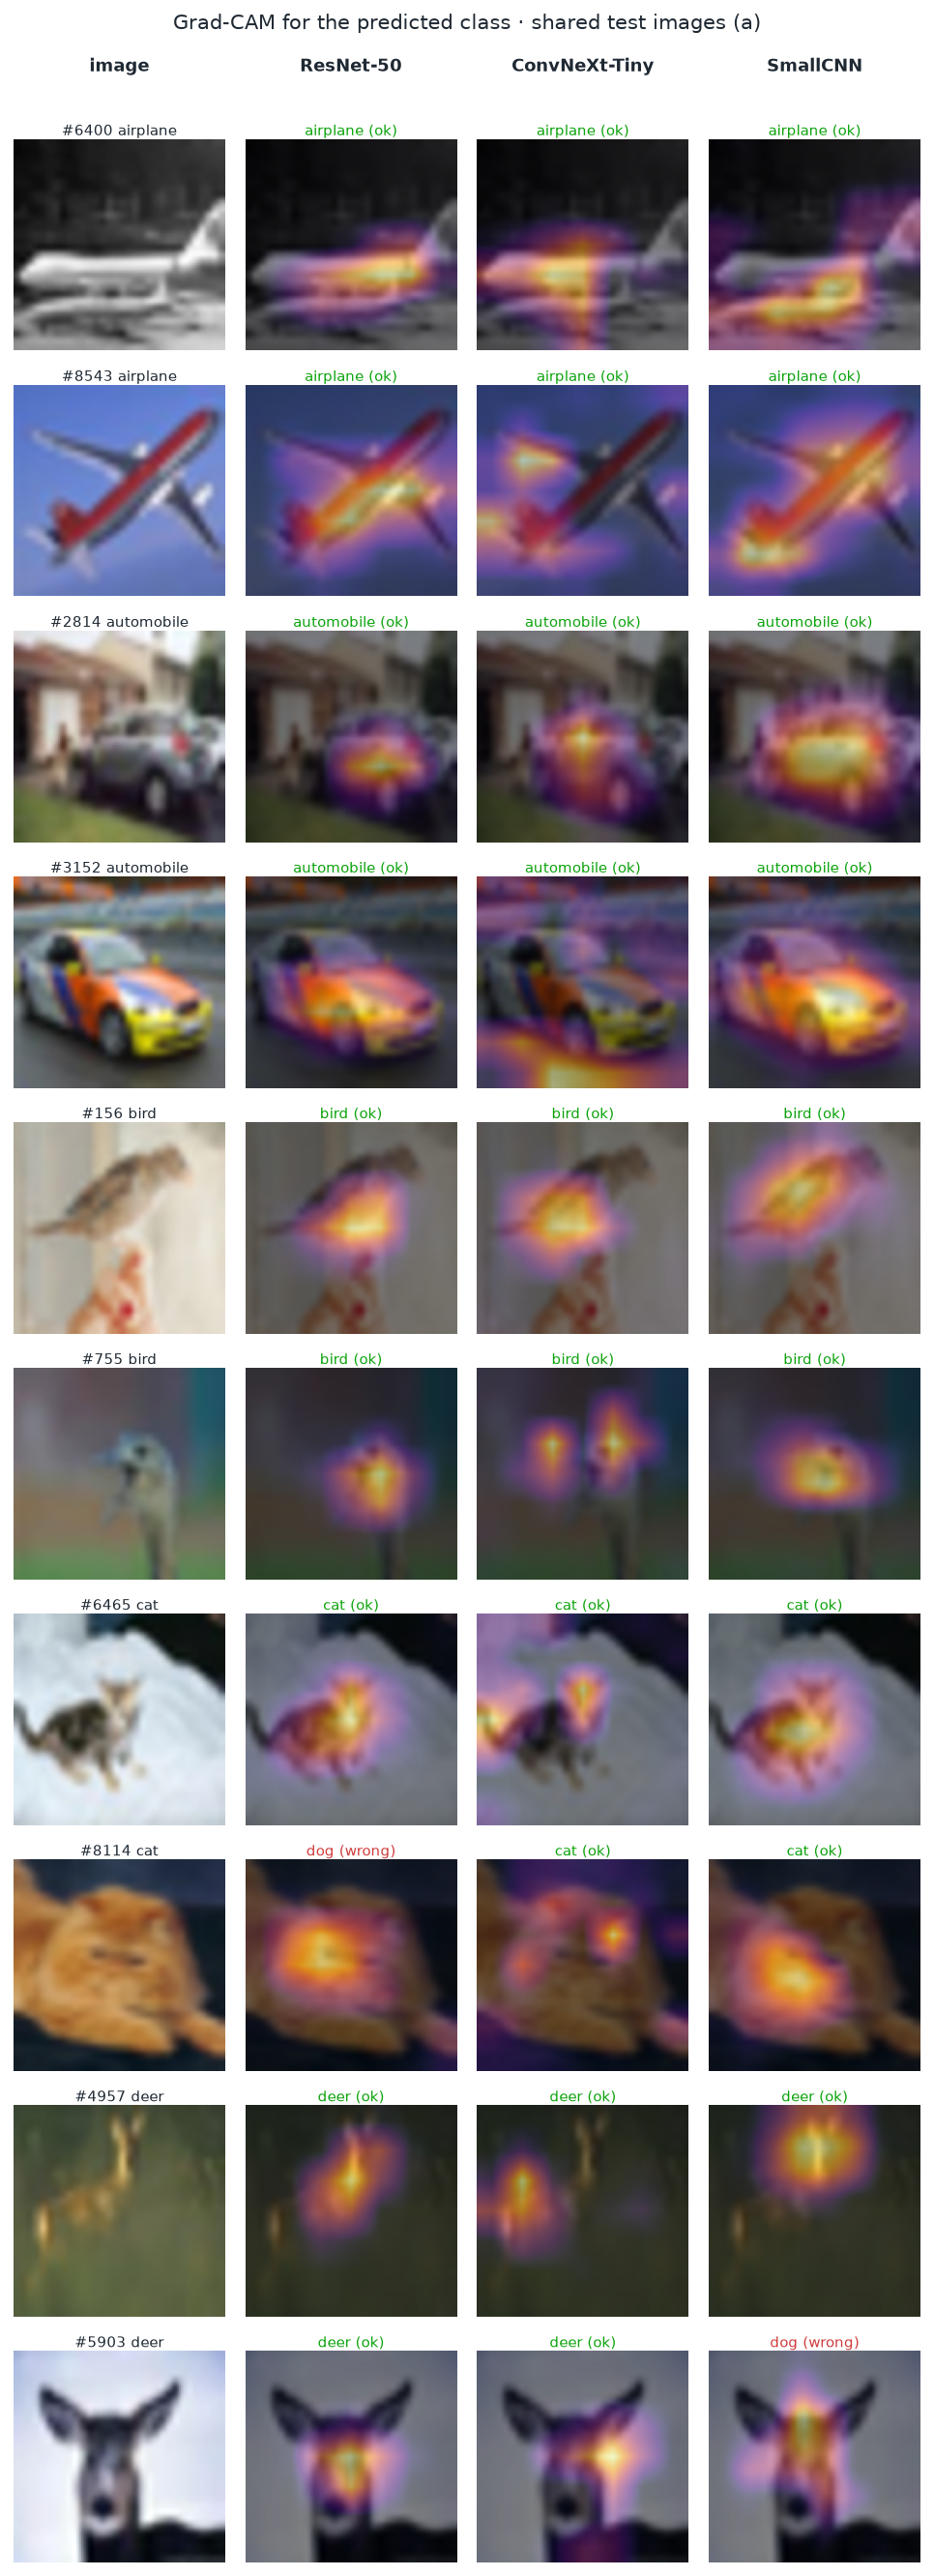 Grad-CAM for the predicted class · shared test images (a)
image ResNet-50 ConvNeXt-Tiny SmallCNN
#6400 airplane airplane (ok) airplane (ok) airplane (ok)
#8543 airplane airplane (ok) airplane (ok) airplane (ok)
#2814 automobile automobile (ok) automobile (ok) automobile (ok)
#3152 automobile automobile (ok) automobile (ok) automobile (ok)
#156 bird bird (ok) bird (ok) bird (ok)
#755 bird bird (ok) bird (ok) bird (ok)
#6465 cat cat (ok) cat (ok) cat (ok)
#8114 cat dog (wrong) cat (ok) cat (ok)
#4957 deer deer (ok) deer (ok) deer (ok)
#5903 deer deer (ok) deer (ok) dog (wrong)